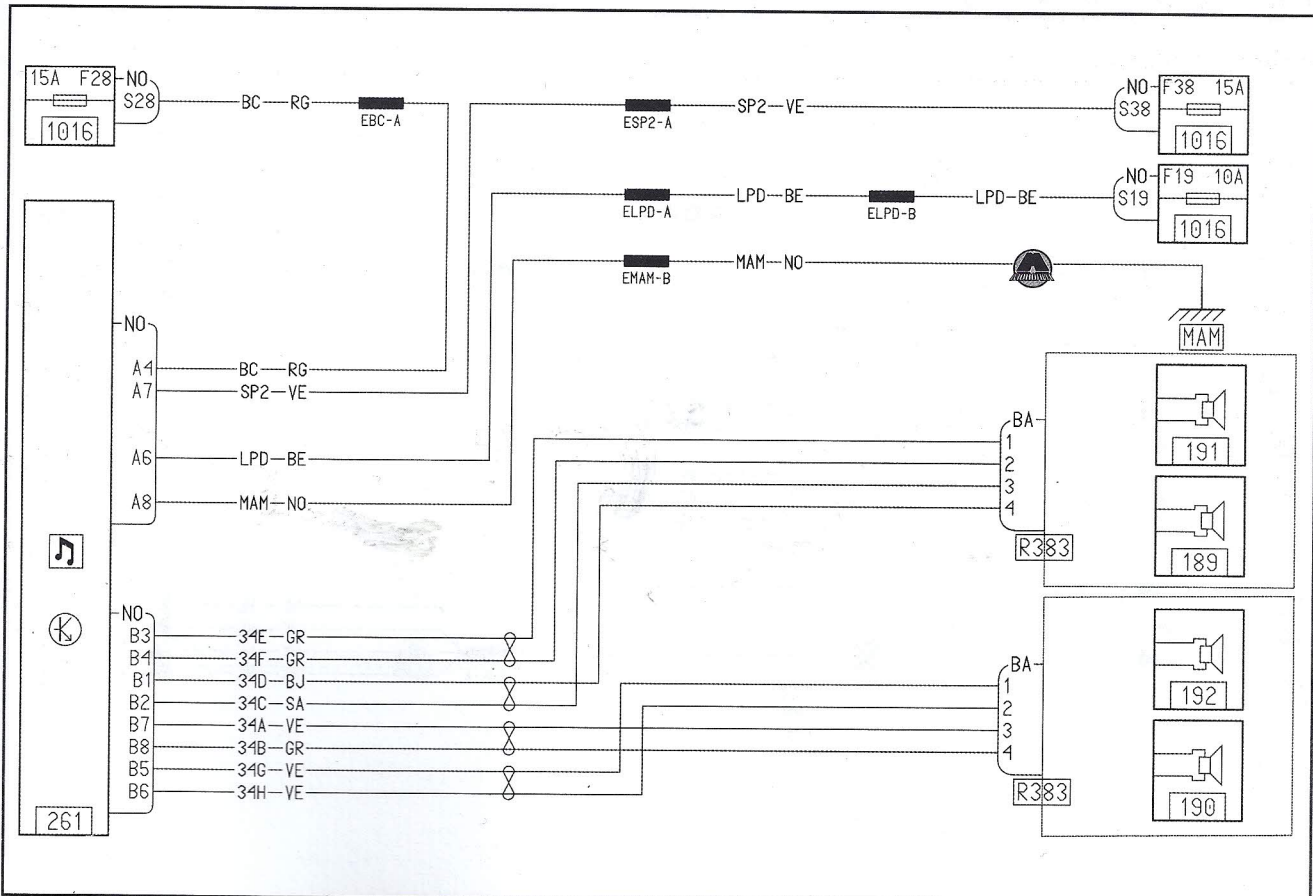 15A F28
NO
S28
1016
BC RG
EBC-A
ESP2-A
SP2 VE
NO
S38
F38 15A
1016
ELPD-A
LPD BE
ELPD-B
LPD BE
NO
S19
F19 10A
1016
EMAM-B
MAM NO
MAM
NO
A4 BC RG
A7 SP2 VE
A6 LPD BE
A8 MAM NO
BA
1
2
3
4
R383
191
189
NO
B3 34E GR
B4 34F GR
B1 34D BJ
B2 34C SA
B7 34A VE
B8 34B GR
B5 34G VE
B6 34H VE
261
BA
1
2
3
4
R383
192
190